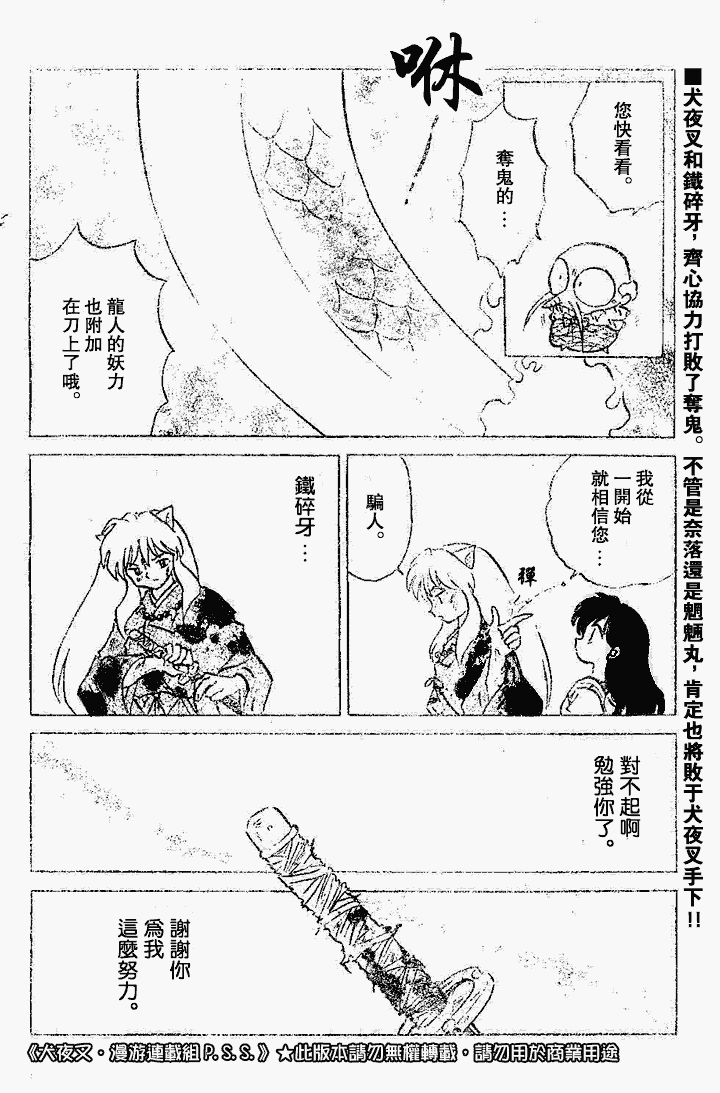 ■犬夜叉和鐵碎牙，齊心協力打敗了奪鬼。不管是奈落還是魍魎丸，肯定也將敗于犬夜叉手下!!
咻
您快看看。
奪鬼的…
龍人的妖力
也附加
在刀上了哦。
我從
一開始
就相信您…
騙人。
彈
鐵碎牙…
對不起啊
勉強你了。
謝謝你
為我
這麼努力。
《犬夜叉·漫游連載組P.S.S.》★此版本請勿無權轉載，請勿用於商業用途